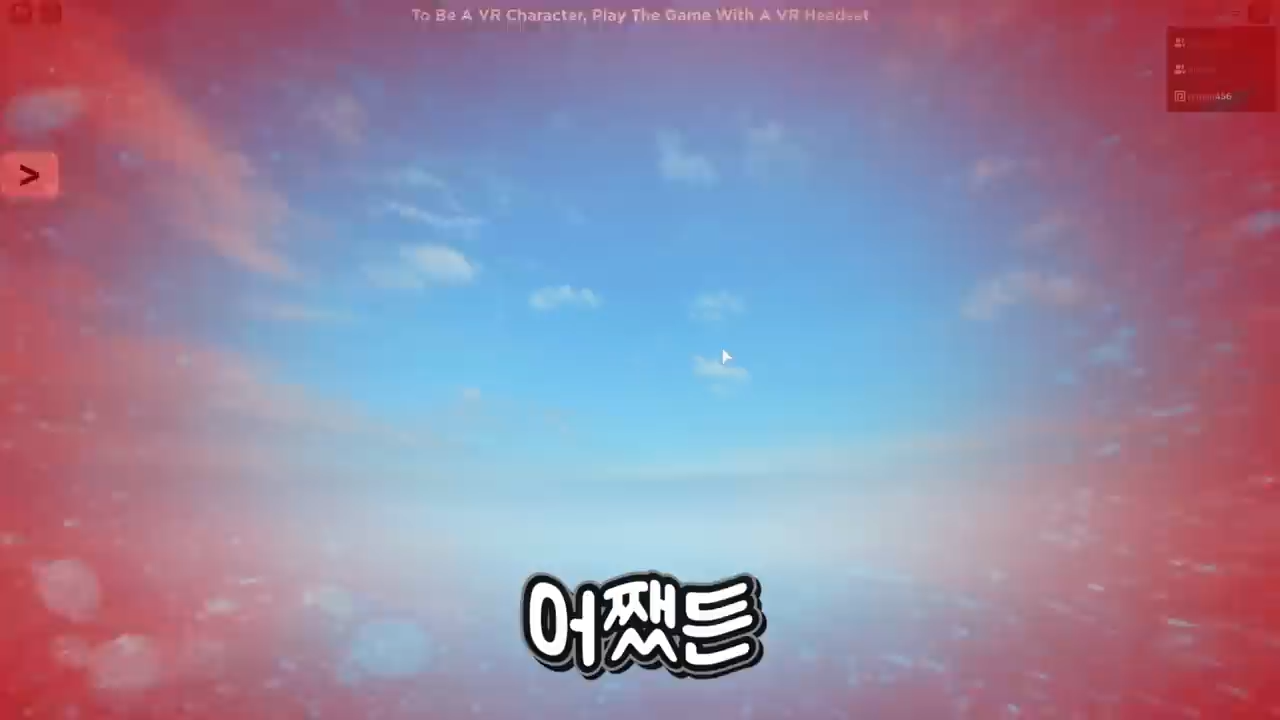 To Be A VR Character, Play The Game With A VR Headset
>
어쨌든